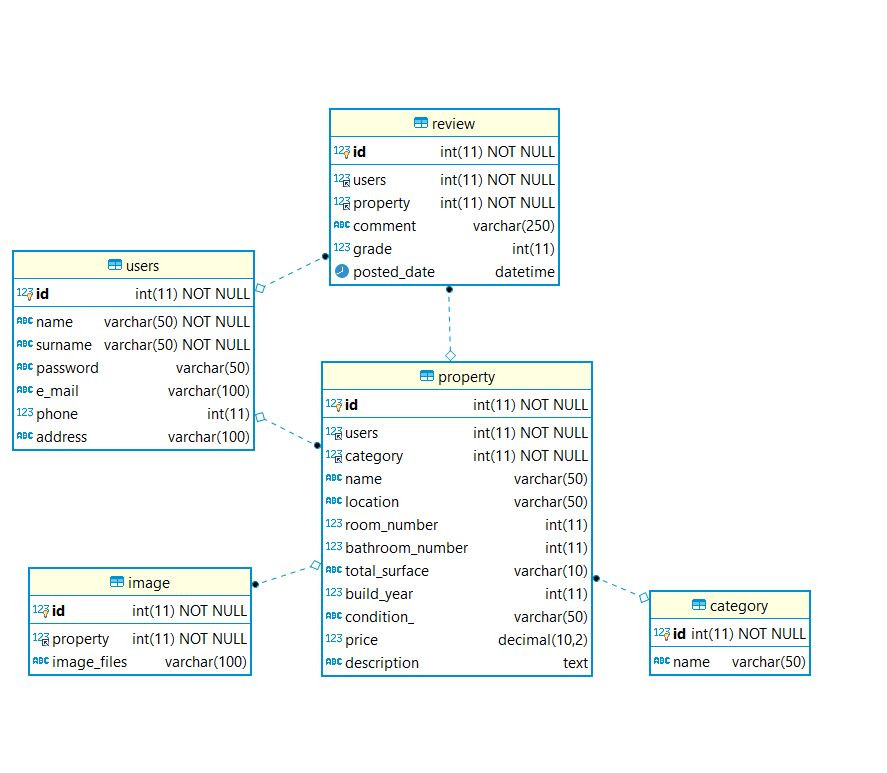 review
id int(11) NOT NULL
users int(11) NOT NULL
property int(11) NOT NULL
comment varchar(250)
grade int(11)
posted_date datetime
users
id int(11) NOT NULL
name varchar(50) NOT NULL
surname varchar(50) NOT NULL
password varchar(50)
e_mail varchar(100)
phone int(11)
address varchar(100)
property
id int(11) NOT NULL
users int(11) NOT NULL
category int(11) NOT NULL
name varchar(50)
location varchar(50)
room_number int(11)
bathroom_number int(11)
total_surface varchar(10)
build_year int(11)
condition_ varchar(50)
price decimal(10,2)
description text
image
id int(11) NOT NULL
property int(11) NOT NULL
image_files varchar(100)
category
id int(11) NOT NULL
name varchar(50)